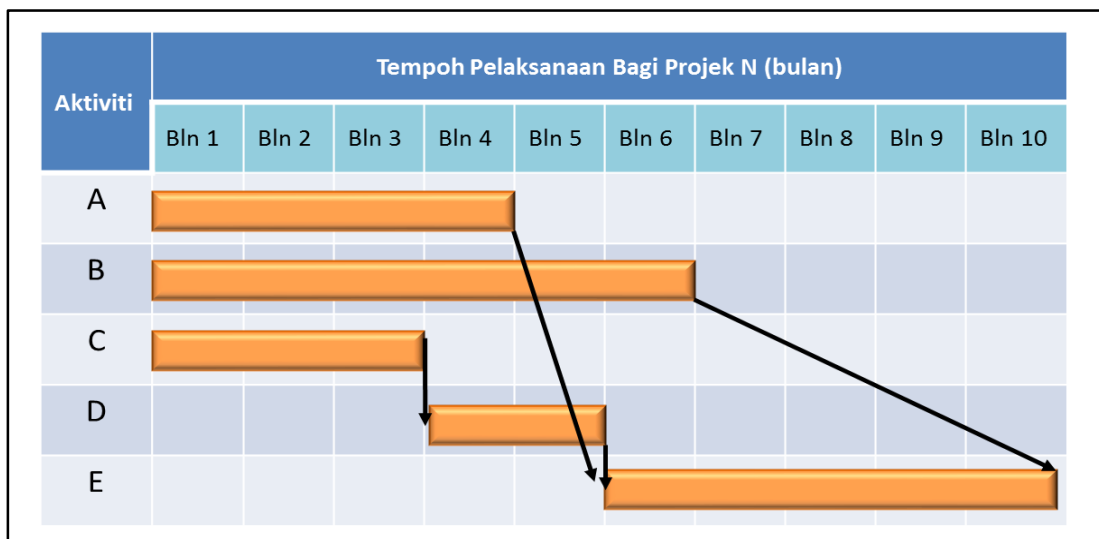 Aktiviti
Tempoh Pelaksanaan Bagi Projek N (bulan)
Bln 1 Bln 2 Bln 3 Bln 4 Bln 5 Bln 6 Bln 7 Bln 8 Bln 9 Bln 10
A
B
C
D
E